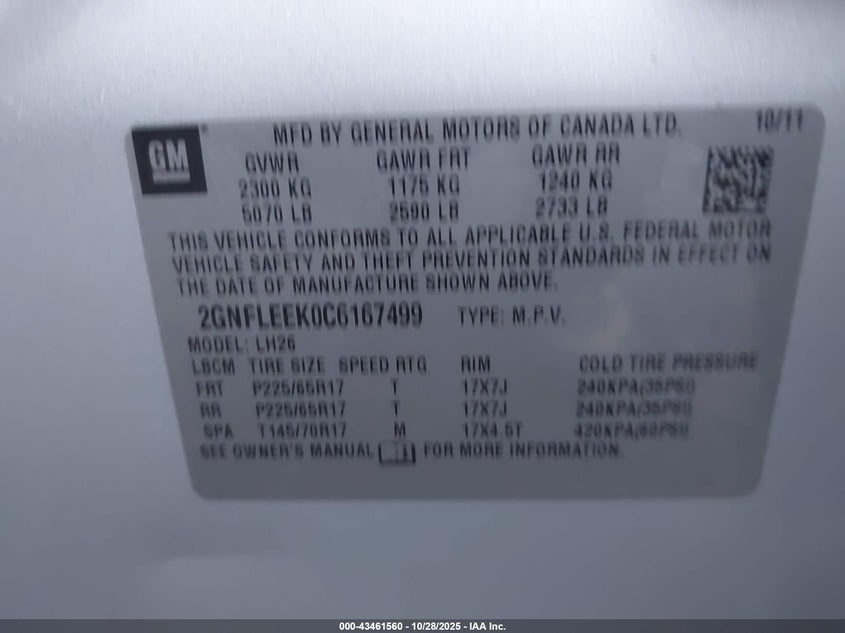 GM
MFD BY GENERAL MOTORS OF CANADA LTD. 10/11
GVWR GAWR FRT GAWR RR
2300 KG 1175 KG 1240 KG
5070 LB 2590 LB 2733 LB
THIS VEHICLE CONFORMS TO ALL APPLICABLE U.S. FEDERAL MOTOR
VEHICLE SAFETY AND THEFT PREVENTION STANDARDS IN EFFECT ON
THE DATE OF MANUFACTURE SHOWN ABOVE.
2GNFLEEK0C6167499 TYPE: M.P.V.
MODEL: LH26
LBCM TIRE SIZE SPEED RTG RIM COLD TIRE PRESSURE
FRT P225/65R17 T 17X7J 240KPA(35PSI)
RR P225/65R17 T 17X7J 240KPA(35PSI)
SPA T145/70R17 M 17X4.5T 420KPA(60PSI)
SEE OWNER'S MANUAL FOR MORE INFORMATION.
000-43461560 - 10/28/2025 - IAA Inc.